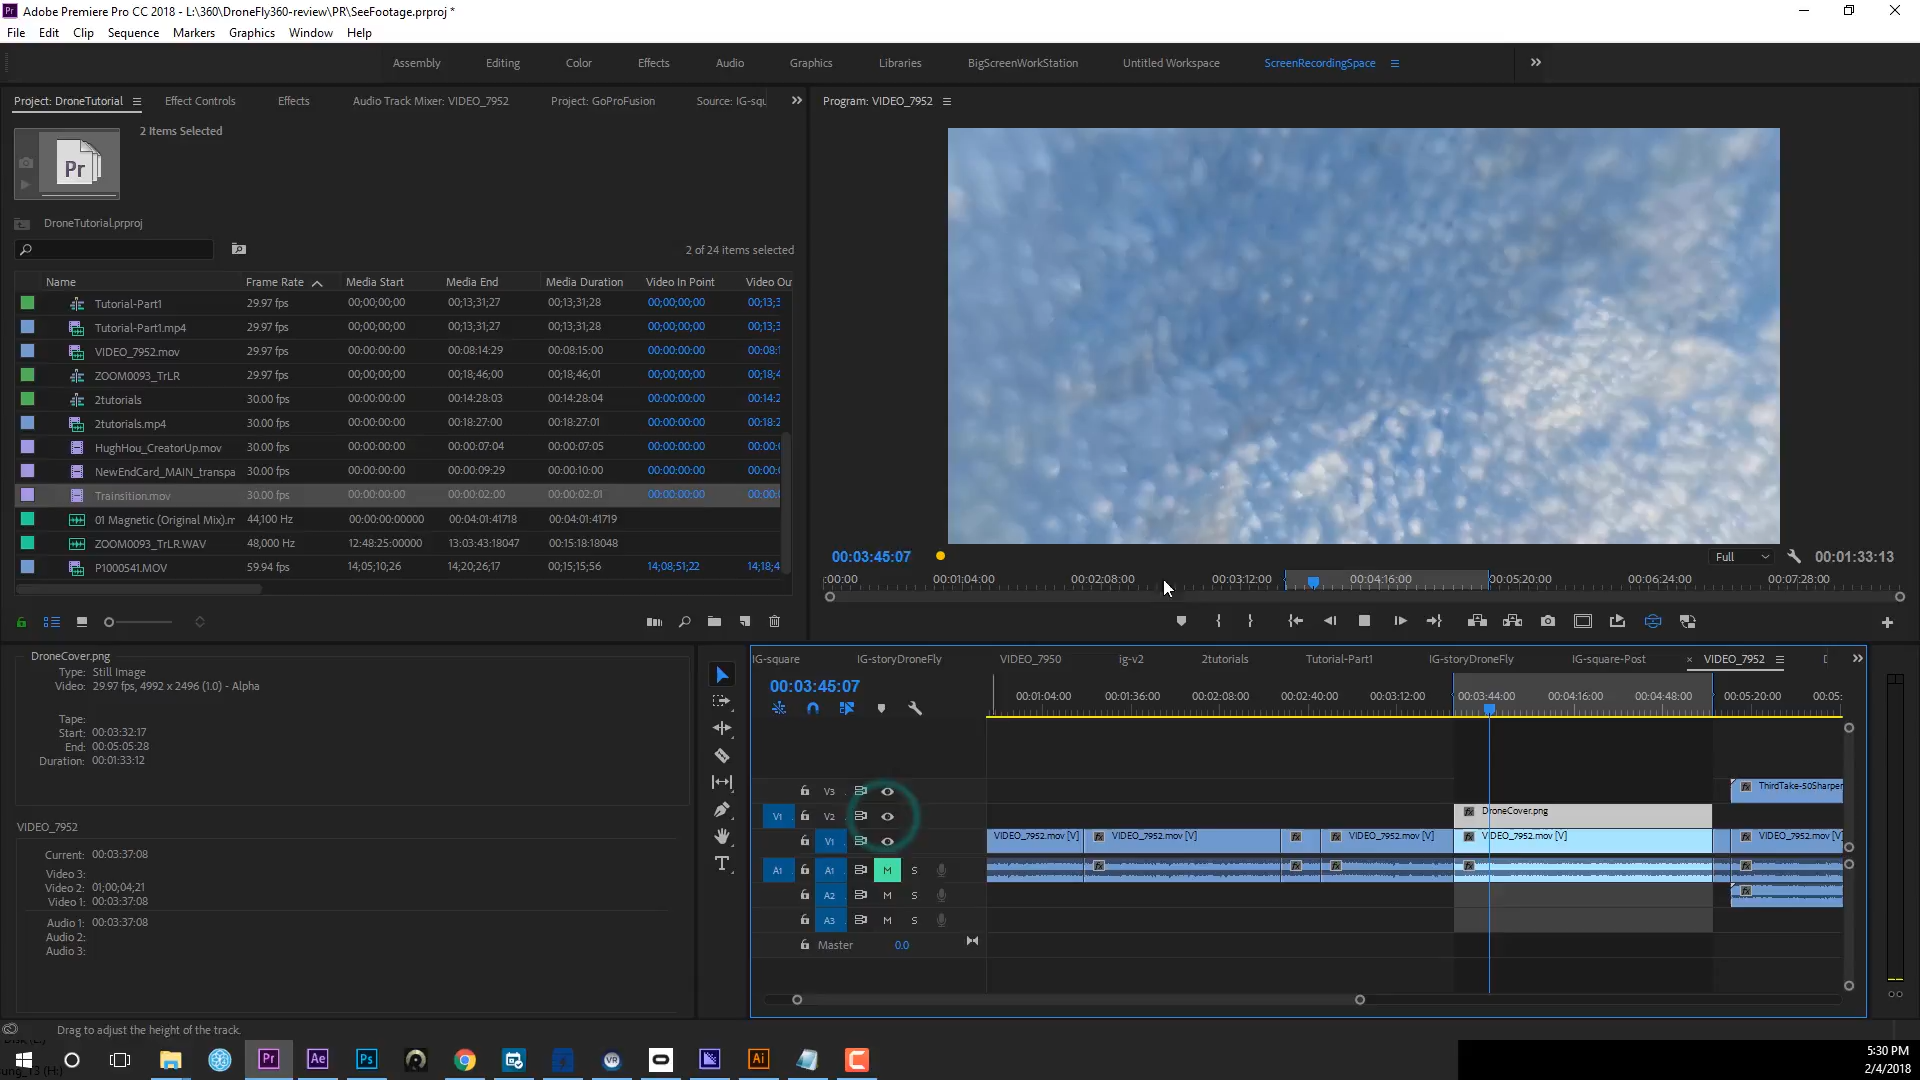 Adobe Premiere Pro CC 2018 - L:\360\DroneFly360-review\PR\SeeFootage.prproj *
File Edit Clip Sequence Markers Graphics Window Help
Assembly Editing Color Effects Audio Graphics Libraries BigScreenWorkStation Untitled Workspace ScreenRecordingSpace
Project: DroneTutorial Effect Controls Effects Audio Track Mixer: VIDEO_7952 Project: GoProFusion Source: IG-squ
Program: VIDEO_7952
2 Items Selected
Pr
DroneTutorial.prproj
2 of 24 items selected
Name Frame Rate Media Start Media End Media Duration Video In Point Video Ou
Tutorial-Part1 29.97 fps 00;00;00;00 00;13;31;27 00;13;31;28 00;00;00;00 00;13;3
Tutorial-Part1.mp4 29.97 fps 00;00;00;00 00;13;31;27 00;13;31;28 00;00;00;00 00;13;3
VIDEO_7952.mov 29.97 fps 00:00:00:00 00:08:14:29 00:08:15:00 00:00:00:00 00:08:1
ZOOM0093_TrLR 29.97 fps 00;00;00;00 00;18;46;00 00;18;46;01 00;00;00;00 00;18;4
2tutorials 30.00 fps 00:00:00:00 00:14:28:03 00:14:28:04 00:00:00:00 00:14:2
2tutorials.mp4 30.00 fps 00:00:00:00 00:18:27:00 00:18:27:01 00:00:00:00 00:18:2
HughHou_CreatorUp.mov 30.00 fps 00:00:00:00 00:00:07:04 00:00:07:05 00:00:00:00 00:00:
NewEndCard_MAIN_transpa 30.00 fps 00:00:00:00 00:00:09:29 00:00:10:00 00:00:00:00 00:00:
Trainsition.mov 30.00 fps 00:00:00:00 00:00:02:00 00:00:02:01 00:00:00:00 00:00:
01 Magnetic (Original Mix).m 44,100 Hz 00:00:00:00000 00:04:01:41718 00:04:01:41719
ZOOM0093_TrLR.WAV 48,000 Hz 12:48:25:00000 13:03:43:18047 00:15:18:18048
P1000541.MOV 59.94 fps 14;05;10;26 14;20;26;17 00;15;15;56 14;08;51;22 14;18;4
00:03:45:07 Full 00:01:33:13
:00:00 00:01:04:00 00:02:08:00 00:03:12:00 00:04:16:00 00:05:20:00 00:06:24:00 00:07:28:00
DroneCover.png
Type: Still Image
Video: 29.97 fps, 4992 x 2496 (1.0) - Alpha
Tape:
Start: 00:03:32:17
End: 00:05:05:28
Duration: 00:01:33:12
VIDEO_7952
Current: 00:03:37:08
Video 3:
Video 2: 01;00;04;21
Video 1: 00:03:37:08
Audio 1: 00:03:37:08
Audio 2:
Audio 3:
IG-square IG-storyDroneFly VIDEO_7950 ig-v2 2tutorials Tutorial-Part1 IG-storyDroneFly IG-square-Post × VIDEO_7952
00:03:45:07
00:01:04:00 00:01:36:00 00:02:08:00 00:02:40:00 00:03:12:00 00:03:44:00 00:04:16:00 00:04:48:00 00:05:20:00 00:05:
V3 fx ThirdTake-50Sharper
V1 V2 fx DroneCover.png
V1 VIDEO_7952.mov [V] fx VIDEO_7952.mov [V] fx fx VIDEO_7952.mov [V] fx VIDEO_7952.mov [V] fx VIDEO_7952.mov [V]
A1 A1 M S fx fx fx fx fx
A2 M S fx
A3 M S
Master 0.0
Drag to adjust the height of the track.
Pr Ae Ps VR Ai
5:30 PM
2/4/2018